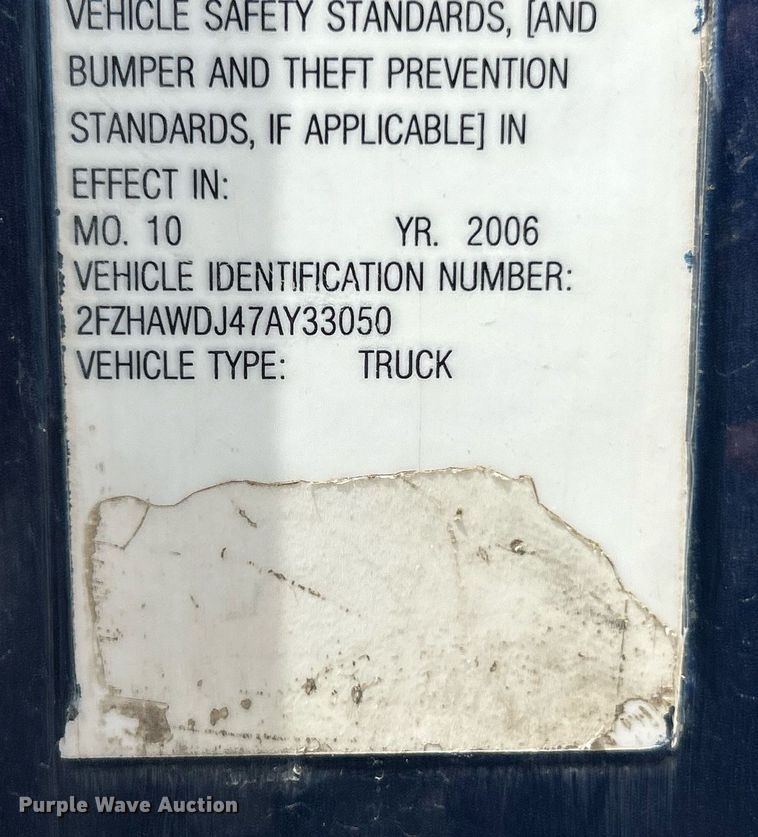 VEHICLE SAFETY STANDARDS, [AND
BUMPER AND THEFT PREVENTION
STANDARDS, IF APPLICABLE] IN
EFFECT IN:
MO. 10 YR. 2006
VEHICLE IDENTIFICATION NUMBER:
2FZHAWDJ47AY33050
VEHICLE TYPE: TRUCK
Purple Wave Auction